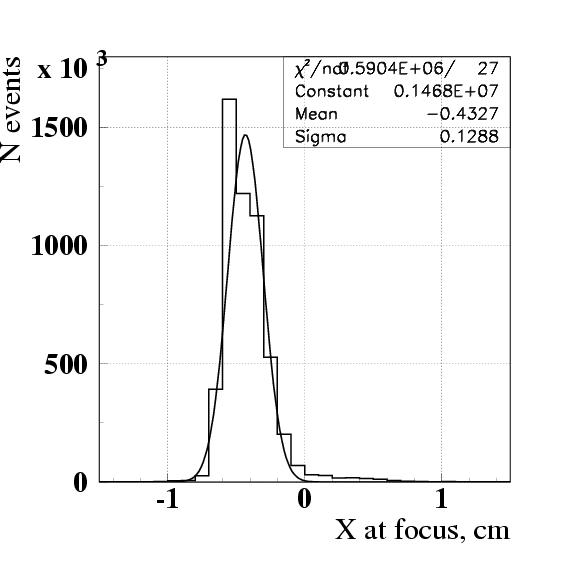 N events
x 10 3
χ²/ndf 0.5904E+06/ 27
Constant 0.1468E+07
Mean -0.4327
Sigma 0.1288
1500
1000
500
0
-1 0 1
X at focus, cm